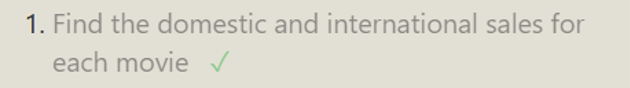 1. Find the domestic and international sales for
each movie ✓